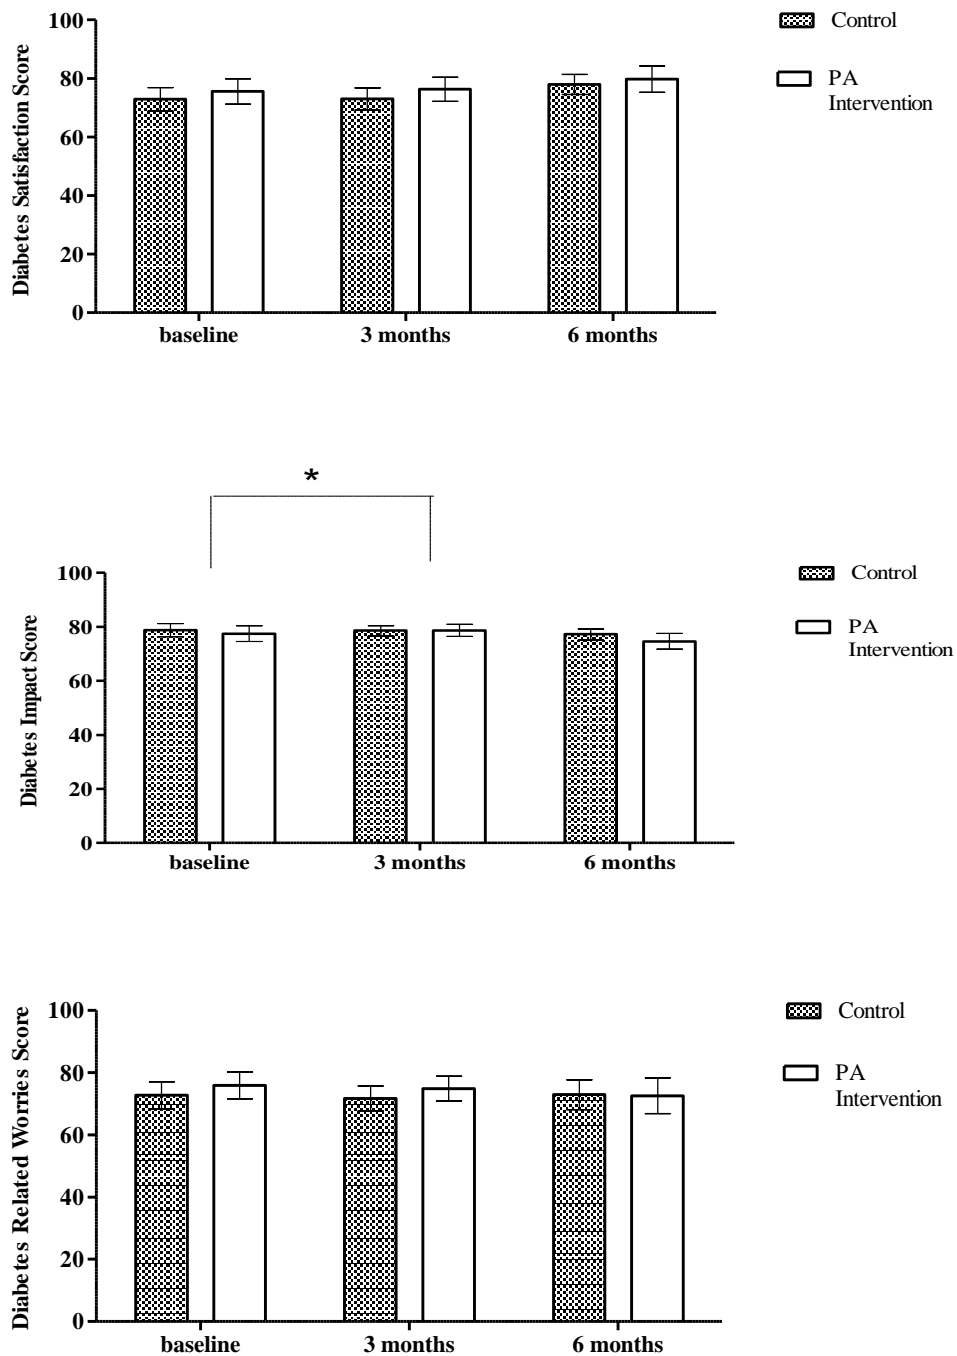 Diabetes Satisfaction Score
100
80
60
40
20
0
baseline 3 months 6 months
Control
PA
Intervention
*
Diabetes Impact Score
100
80
60
40
20
0
baseline 3 months 6 months
Control
PA
Intervention
Diabetes Related Worries Score
100
80
60
40
20
0
baseline 3 months 6 months
Control
PA
Intervention